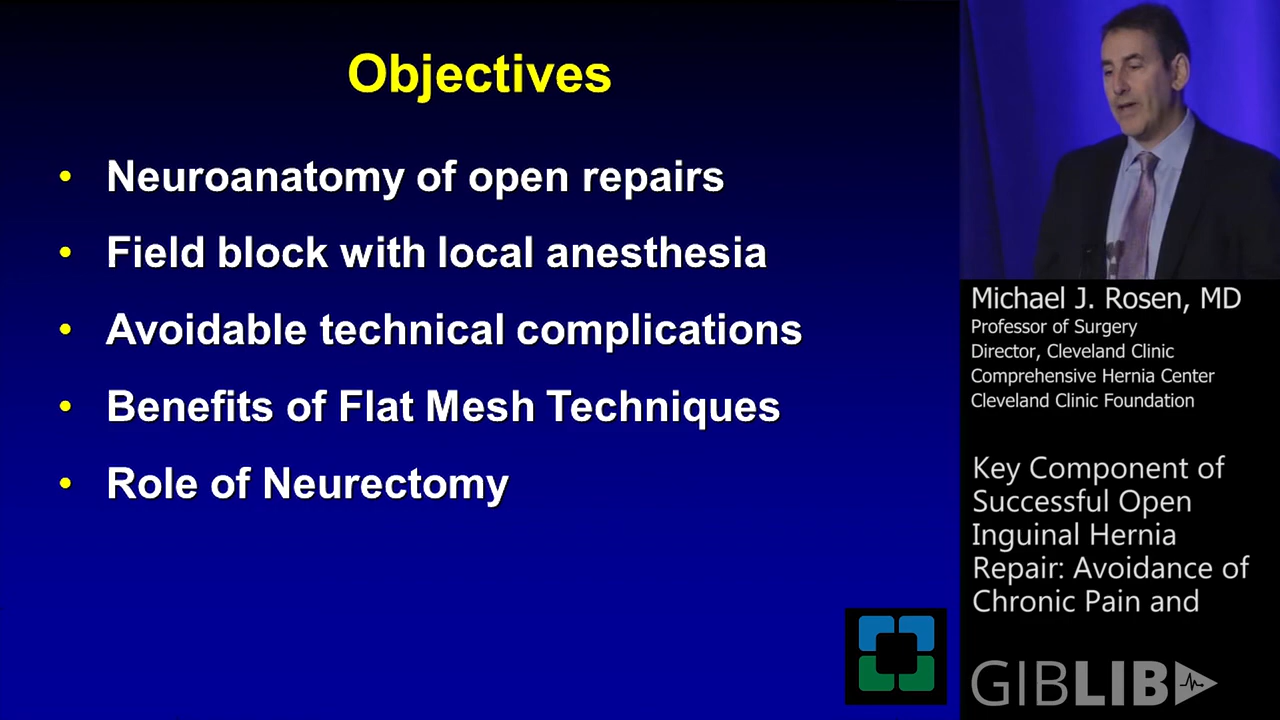 Objectives
• Neuroanatomy of open repairs
• Field block with local anesthesia
• Avoidable technical complications
• Benefits of Flat Mesh Techniques
• Role of Neurectomy
Michael J. Rosen, MD
Professor of Surgery
Director, Cleveland Clinic
Comprehensive Hernia Center
Cleveland Clinic Foundation
Key Component of
Successful Open
Inguinal Hernia
Repair: Avoidance of
Chronic Pain and
GIBLIB